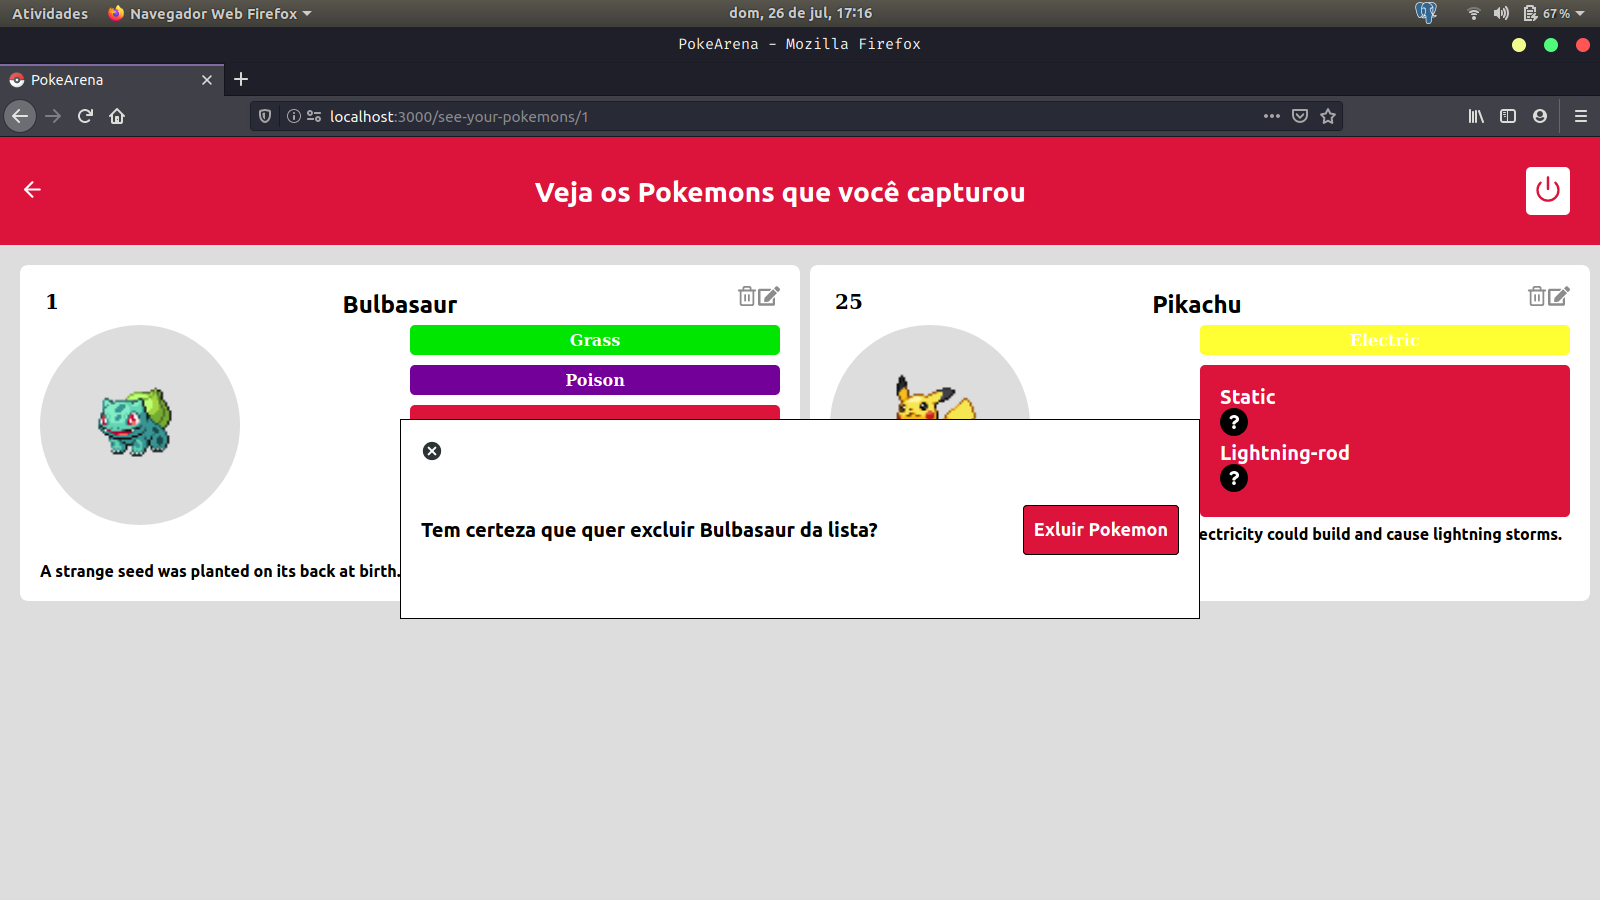 Atividades
Navegador Web Firefox
dom, 26 de jul, 17:16
67%
PokeArena - Mozilla Firefox
PokeArena
localhost:3000/see-your-pokemons/1
Veja os Pokemons que você capturou
1
Bulbasaur
Grass
Poison
A strange seed was planted on its back at birth.
25
Pikachu
Electric
Static
?
Lightning-rod
?
ectricity could build and cause lightning storms.
Tem certeza que quer excluir Bulbasaur da lista?
Exluir Pokemon